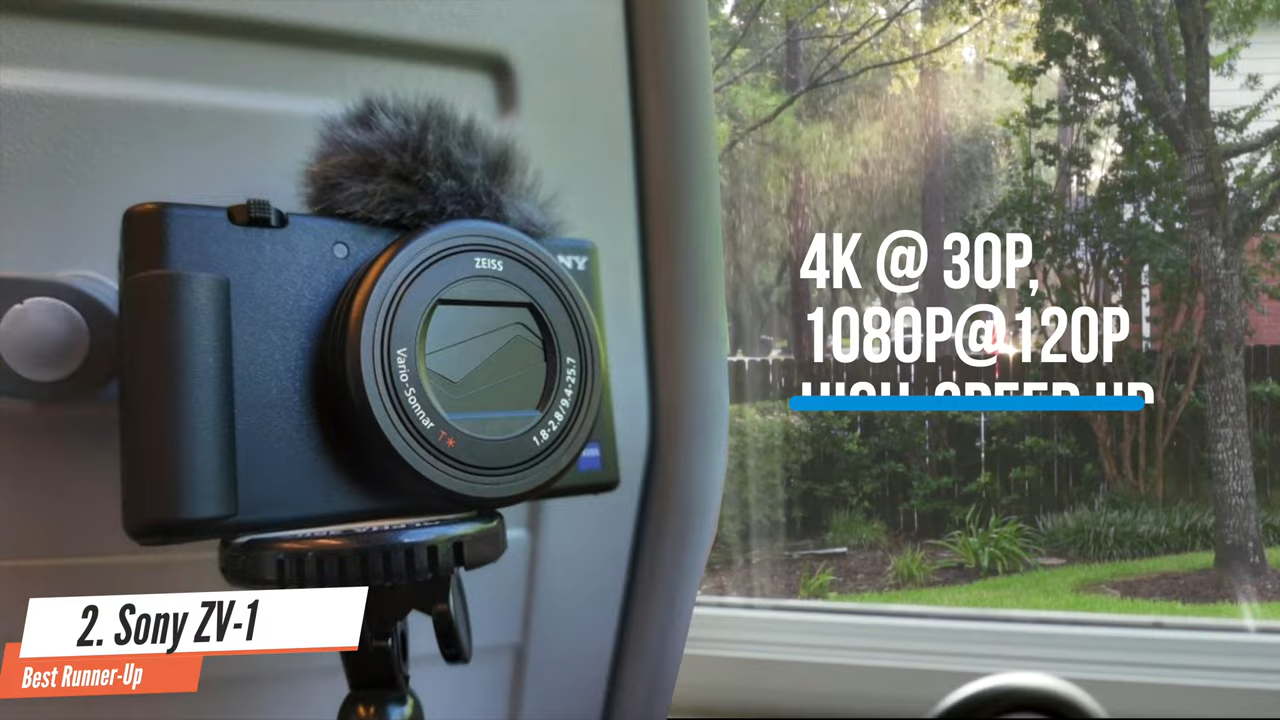 ZEISS
NY
Vario-Sonnar T*
1.8-2.8/9.4-25.7
4K @ 30P,
1080P@120P
2. Sony ZV-1
Best Runner-Up